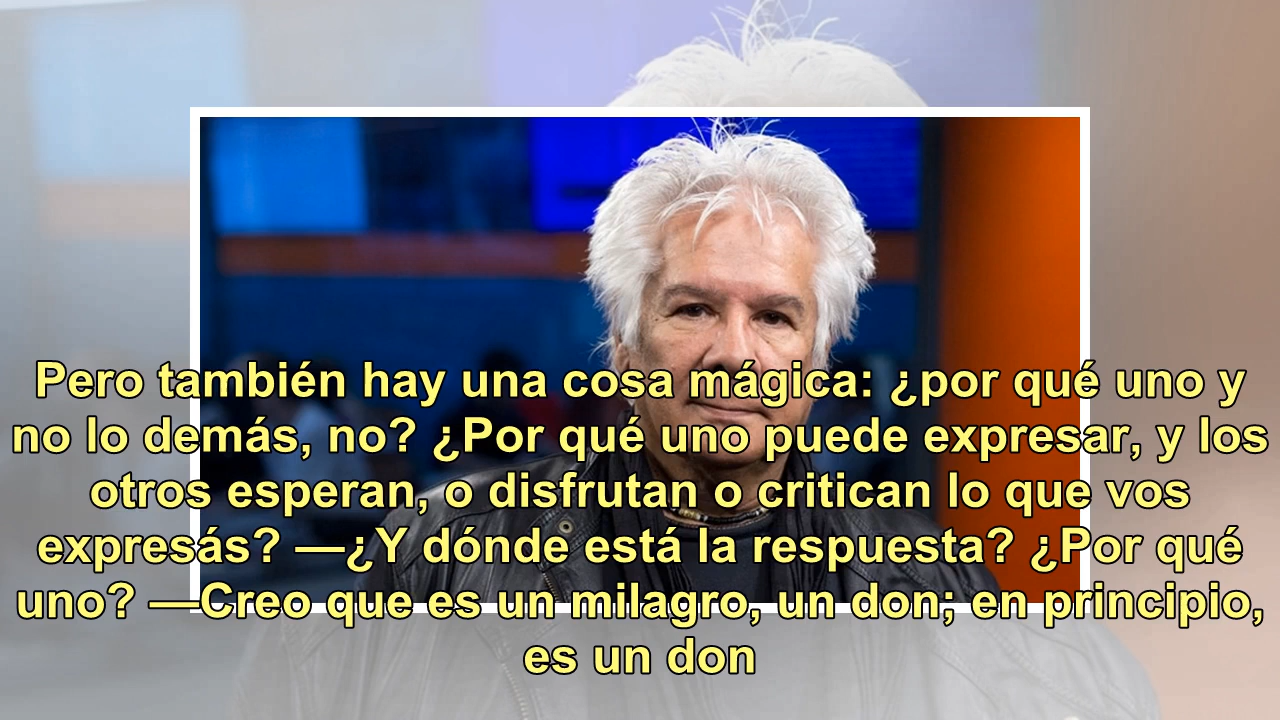 Pero también hay una cosa mágica: ¿por qué uno y
no lo demás, no? ¿Por qué uno puede expresar, y los
otros esperan, o disfrutan o critican lo que vos
expresás? —¿Y dónde está la respuesta? ¿Por qué
uno? —Creo que es un milagro, un don; en principio,
es un don